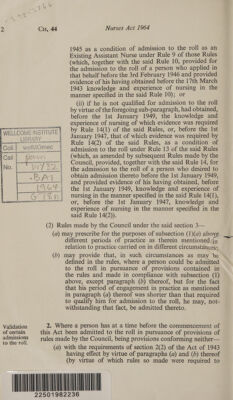 2 CH. 44 Nurses Act 1964
1945 as a condition of admission to the roll as an
Existing Assistant Nurse under Rule 9 of those Rules
(which, together with the said Rule 10, provided for
the admission to the roll of a person who applied in
that behalf before the 3rd February 1946 and provided
evidence of his having obtained before the 17th March
1943 knowledge and experience of nursing in the
manner specified in the said Rule 10); or
(ii) if he is not qualified for admission to the roll
by virtue of the foregoing sub-paragraph, had obtained,
before the 1st January 1949, the knowledge and
experience of nursing of which evidence was required
by Rule 14(1) of the said Rules, or, before the 1st
January 1947, that of which evidence was required by
Rule 14(2) of the said Rules, as a condition of
admission to the roll under Rule 13 of the said Rules
(which, as amended by subsequent Rules made by the
Council, provided, together with the said Rule 14, for
the admission to the roll of a person who desired to
obtain admission thereto before the 1st January 1949,
and provided evidence of his having obtained, before
the 1st January 1949, knowledge and experience of
nursing in the manner specified in the said Rule 14(1),
or, before the 1st January 1947, knowledge and
experience of nursing in the manner specified in the
said Rule 14(2)).
(2) Rules made by the Council under the said section 3—
(a) may prescribe for the purposes of subsection (1)(a) above
different periods of practice as therein mentioned in
relation to practice carried on in different circumstances;
(b) may provide that, in such circumstances as may be
defined in the rules, where a person could be admitted
to the roll in pursuance of provisions contained in
the rules and made in compliance with subsection (1)
above, except paragraph (b) thereof, but for the fact
that his period of engagement in practice as mentioned
in paragraph (a) thereof was shorter than that required
to qualify him for admission to the roll, he may, not-
withstanding that fact, be admitted thereto.
Validation
of certain
admissions
to the roll.
2. Where a person has at a time before the commencement of
this Act been admitted to the roll in pursuance of provisions of
rules made by the Council, being provisions conforming neither—
(a) with the requirements of section 2(2) of the Act of 1943
having effect by virtue of paragraphs (a) and (b) thereof
(by virtue of which rules so made were required to
WELLCOME INSTITUTE
LIBRARY
Coll. welMOmec
Call
No.
1964
22501982236